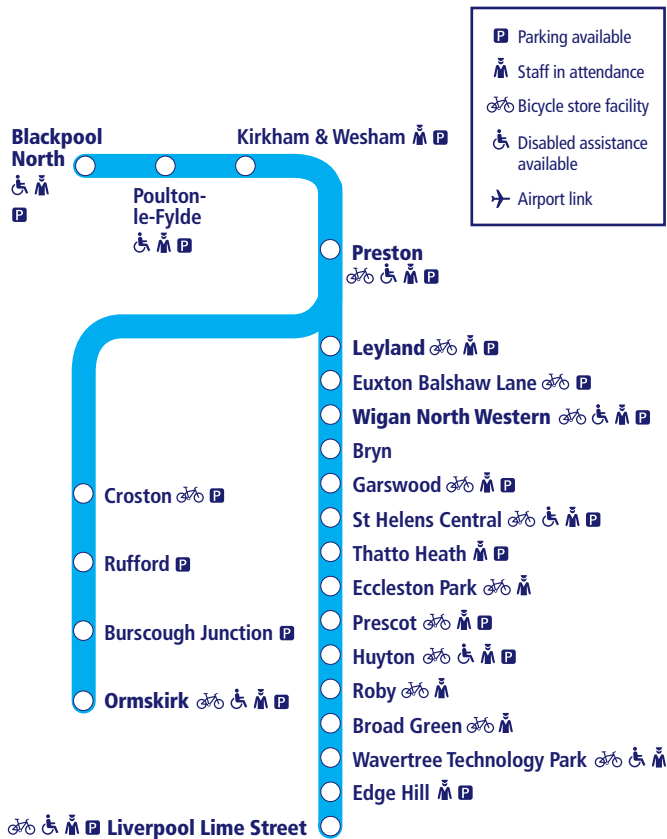 P Parking available
Staff in attendance
Bicycle store facility
Disabled assistance
available
Airport link
Blackpool
North
P
Kirkham & Wesham P
Poulton-
le-Fylde
P
Preston
P
Leyland P
Euxton Balshaw Lane P
Wigan North Western P
Bryn
Garswood P
St Helens Central P
Thatto Heath P
Eccleston Park
Prescot P
Huyton P
Roby
Broad Green
Wavertree Technology Park
Edge Hill P
P Liverpool Lime Street
Croston P
Rufford P
Burscough Junction P
Ormskirk P